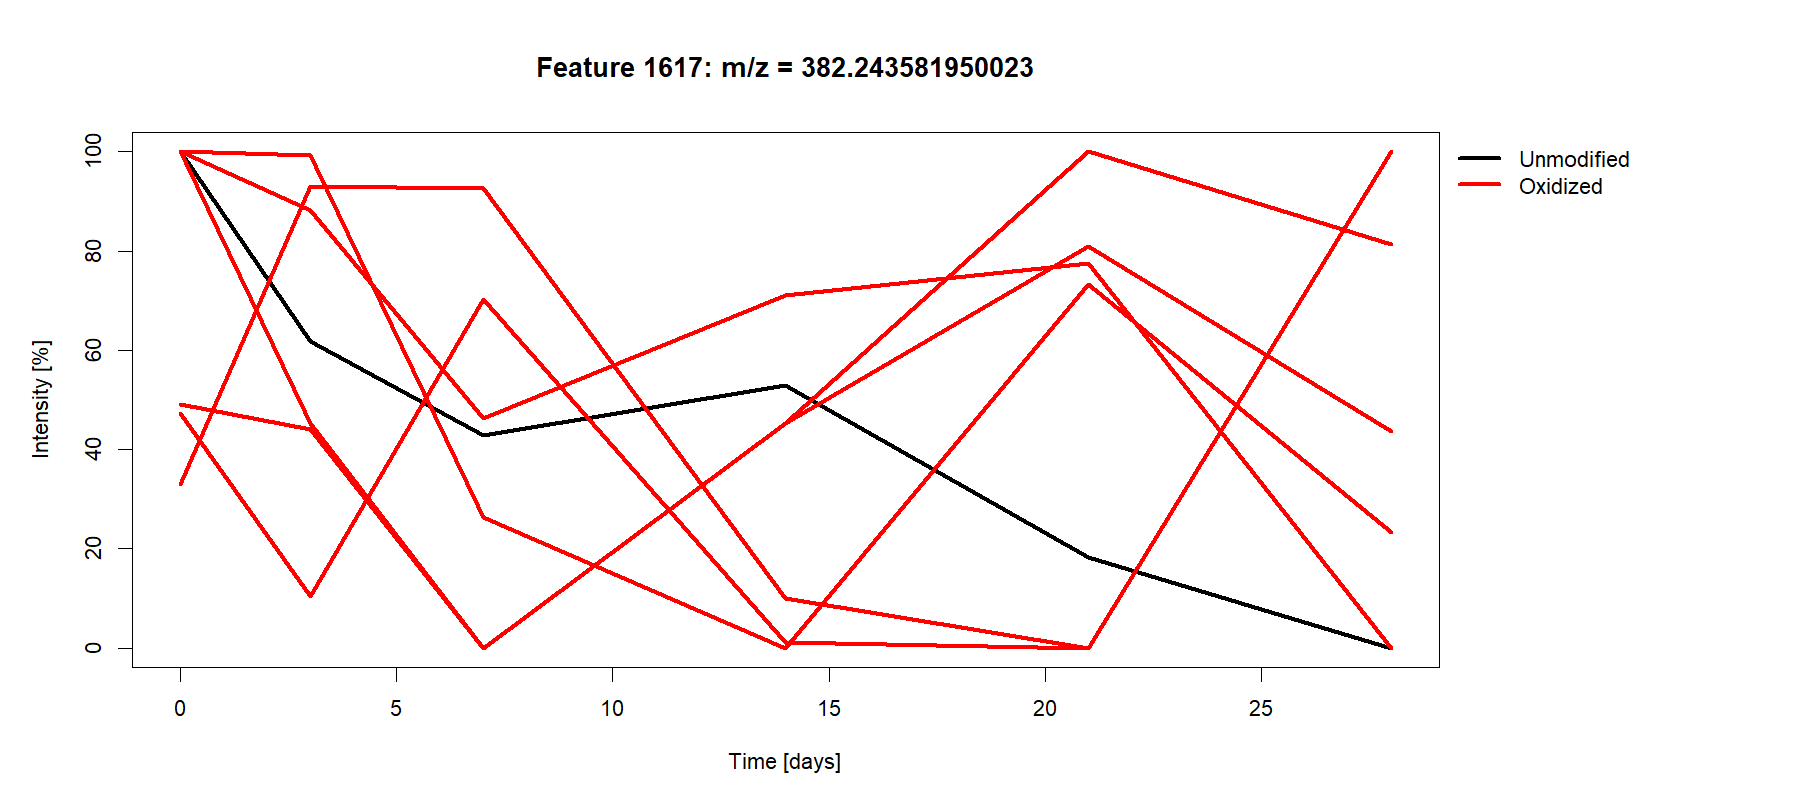 Feature 1617: m/z = 382.243581950023
Unmodified
Oxidized
Intensity [%]
100
80
60
40
20
0
0 5 10 15 20 25
Time [days]